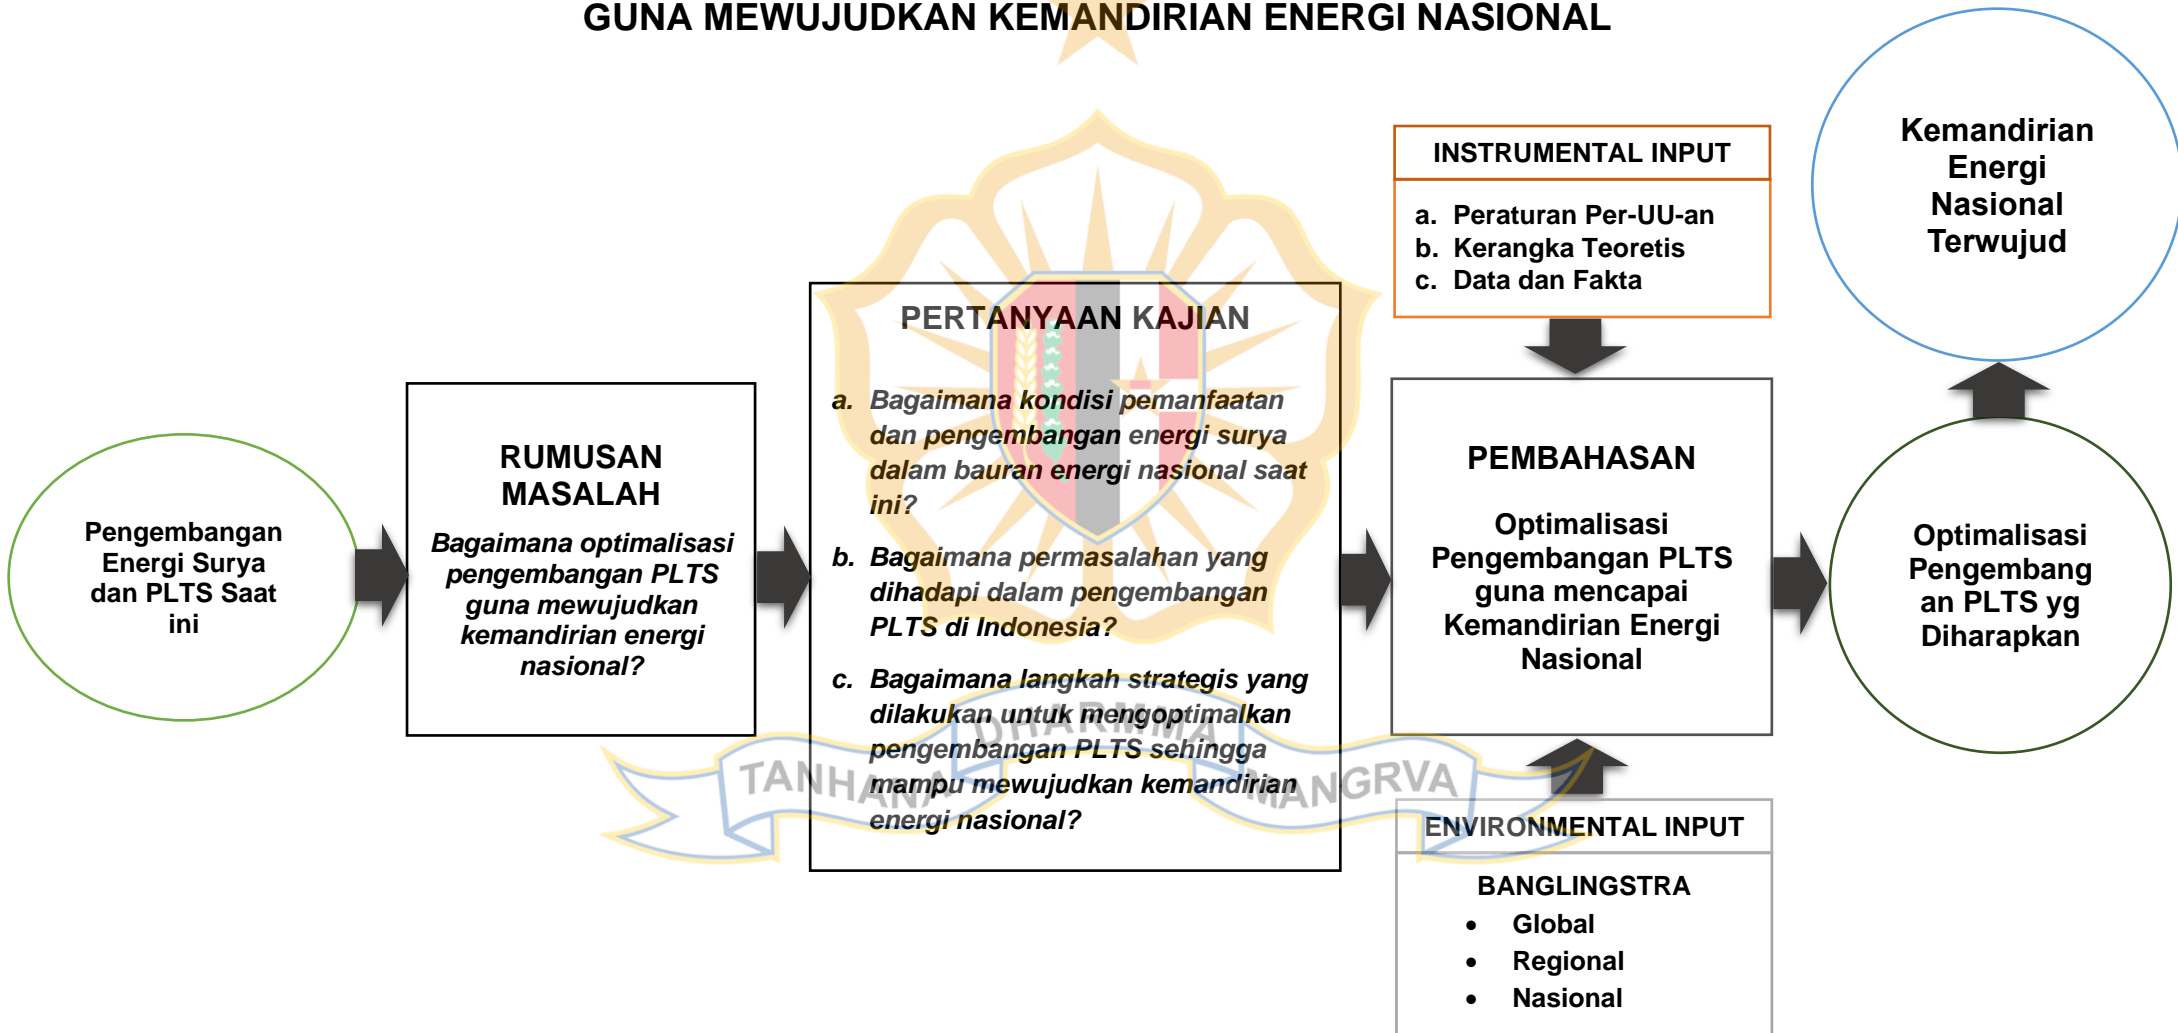 GUNA MEWUJUDKAN KEMANDIRIAN ENERGI NASIONAL
Pengembangan
Energi Surya
dan PLTS Saat
ini
RUMUSAN
MASALAH
Bagaimana optimalisasi
pengembangan PLTS
guna mewujudkan
kemandirian energi
nasional?
PERTANYAAN KAJIAN
a. Bagaimana kondisi pemanfaatan
dan pengembangan energi surya
dalam bauran energi nasional saat
ini?
b. Bagaimana permasalahan yang
dihadapi dalam pengembangan
PLTS di Indonesia?
c. Bagaimana langkah strategis yang
dilakukan untuk mengoptimalkan
pengembangan PLTS sehingga
mampu mewujudkan kemandirian
energi nasional?
INSTRUMENTAL INPUT
a. Peraturan Per-UU-an
b. Kerangka Teoretis
c. Data dan Fakta
PEMBAHASAN
Optimalisasi
Pengembangan PLTS
guna mencapai
Kemandirian Energi
Nasional
ENVIRONMENTAL INPUT
BANGLINGSTRA
• Global
• Regional
• Nasional
Optimalisasi
Pengembang
an PLTS yg
Diharapkan
Kemandirian
Energi
Nasional
Terwujud
TANHANA DHARMMA MANGRVA